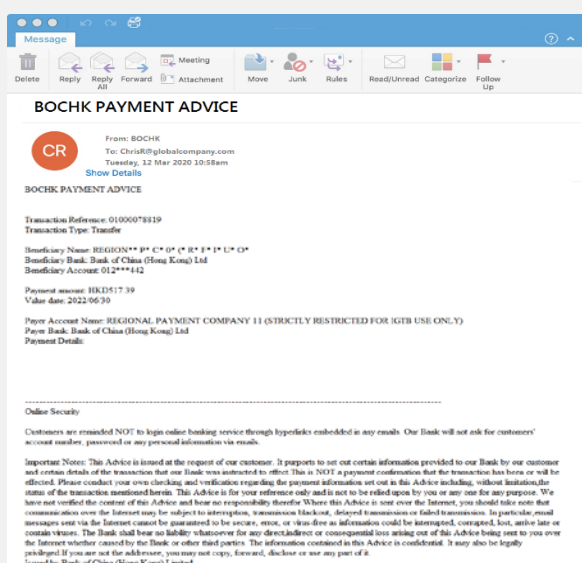 Message
Delete
Reply
Reply All
Forward
Meeting
Attachment
Move
Junk
Rules
Read/Unread
Categorize
Follow Up
BOCHK PAYMENT ADVICE
CR
From: BOCHK
To: ChrisR@globalcompany.com
Tuesday, 12 Mar 2020 10:58am
Show Details
BOCHK PAYMENT ADVICE
Transaction Reference: 01000078819
Transaction Type: Transfer
Beneficiary Name: REGION** P* C* 0* (* R* F* I* U* O*
Beneficiary Bank: Bank of China (Hong Kong) Ltd
Beneficiary Account: 012***442
Payment amount: HKD517.39
Value date: 2022/06/30
Payer Account Name: REGIONAL PAYMENT COMPANY 11 (STRICTLY RESTRICTED FOR IGTB USE ONLY)
Payer Bank: Bank of China (Hong Kong) Ltd
Payment Details:
Online Security
Customers are reminded NOT to login online banking service through hyperlinks embedded in any emails. Our Bank will not ask for customers'
account number, password or any personal information via emails.
Important Notes: This Advice is issued at the request of our customer. It purports to set out certain information provided to our Bank by our customer
and certain details of the transaction that our Bank was instructed to effect.This is NOT a payment confirmation that the transaction has been or will be
effected. Please conduct your own checking and verification regarding the payment information set out in this Advice including, without limitation,the
status of the transaction mentioned herein. This Advice is for your reference only and is not to be relied upon by you or any one for any purpose. We
have not verified the content of this Advice and bear no responsibility therefor Where this Advice is sent over the Internet, you should take note that
communication over the Internet may be subject to interruption, transmission blackout, delayed transmission or failed transmission. In particular,email
messages sent via the Internet cannot be guaranteed to be secure, error, or virus-free as information could be interrupted, corrupted, lost, arrive late or
contain viruses. The Bank shall bear no liability whatsoever for any direct,indirect or consequential loss arising out of this Advice being sent to you over
the Internet whether caused by the Bank or other third parties. The information contained in this Advice is confidential. It may also be legally
privileged.If you are not the addressee, you may not copy, forward, disclose or use any part of it.
Issued by Bank of China (Hong Kong) Limited